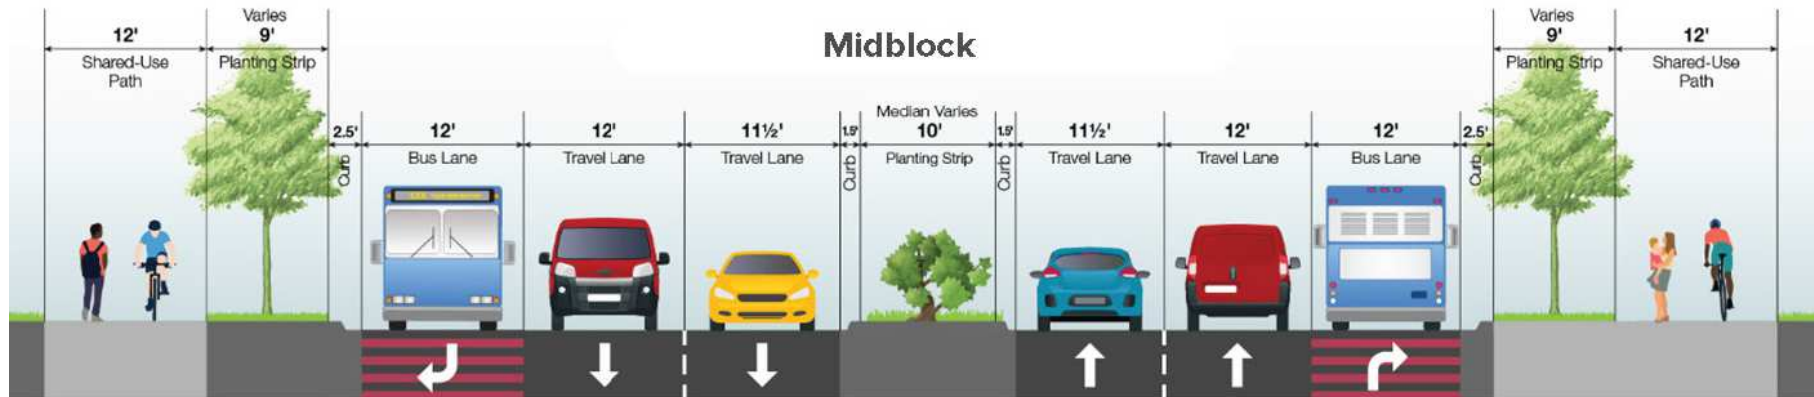 Midblock
Varies
12' 9'
Shared-Use Path Planting Strip
2.5' 12' 12' 11½' 1.5'
Curb Bus Lane Travel Lane Travel Lane Curb
Median Varies
10'
Planting Strip
1.5' 11½' 12' 12' 2.5'
Curb Travel Lane Travel Lane Bus Lane Curb
Varies
9' 12'
Planting Strip Shared-Use Path